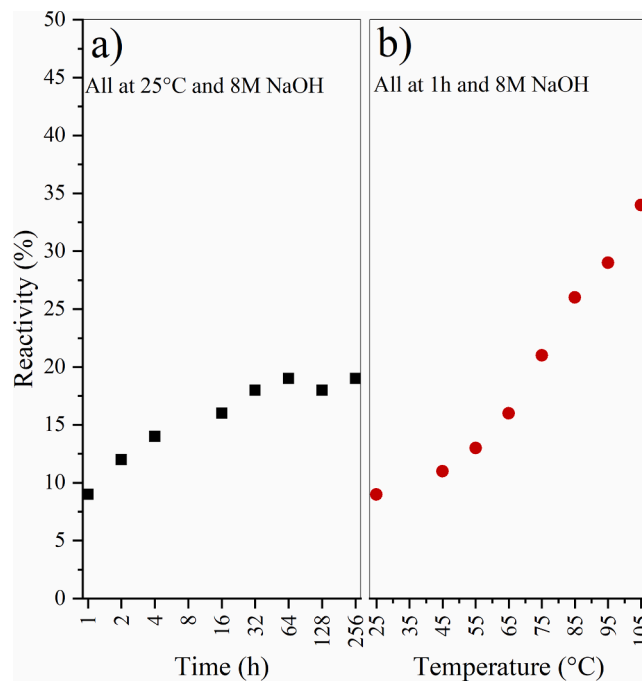 a)
All at 25°C and 8M NaOH
b)
All at 1h and 8M NaOH
Reactivity (%)
50
45
40
35
30
25
20
15
10
5
0
1 2 4 8 16 32 64 128 256
Time (h)
25 35 45 55 65 75 85 95 105
Temperature (°C)